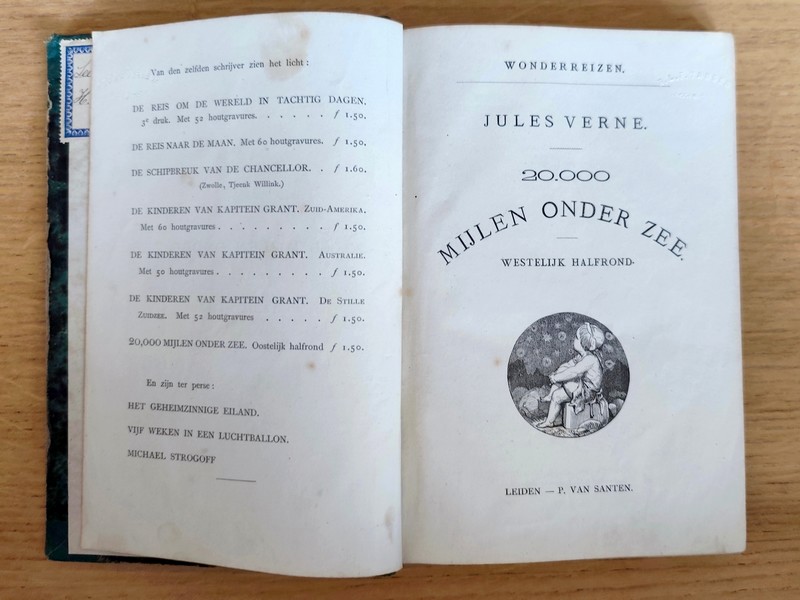 Van den zelfden schrijver zien het licht:
DE REIS OM DE WERELD IN TACHTIG DAGEN,
3e druk. Met 52 houtgravures. . . . . . f 1.50.
DE REIS NAAR DE MAAN. Met 60 houtgravures. f 1.50.
DE SCHIPBREUK VAN DE CHANCELLOR. . f 1.60,
(Zwolle, Tjeenk Willink.)
DE KINDEREN VAN KAPITEIN GRANT. ZUID-AMERIKA,
Met 60 houtgravures . . . . . . . . f 1.50.
DE KINDEREN VAN KAPITEIN GRANT. AUSTRALIE.
Met 50 houtgravures . . . . . . . . f 1.50.
DE KINDEREN VAN KAPITEIN GRANT. DE STILLE
ZUIDZEE. Met 52 houtgravures . . . . . f 1.50.
20,000 MIJLEN ONDER ZEE. Oostelijk halfrond f 1.50.
En zijn ter perse:
HET GEHEIMZINNIGE EILAND.
VIJF WEKEN IN EEN LUCHTBALLON.
MICHAEL STROGOFF
WONDERREIZEN.
JULES VERNE.
20.000
MIJLEN ONDER ZEE.
WESTELIJK HALFROND.
LEIDEN — P. VAN SANTEN.